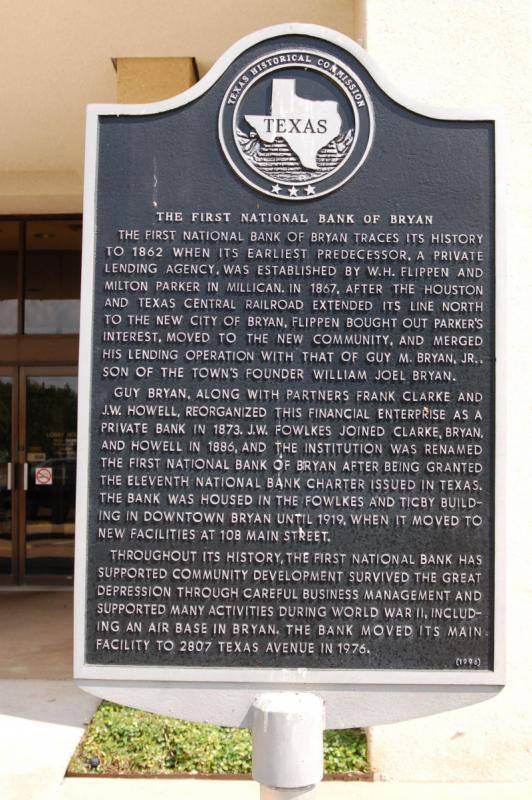 TEXAS HISTORICAL COMMISSION
TEXAS
THE FIRST NATIONAL BANK OF BRYAN
THE FIRST NATIONAL BANK OF BRYAN TRACES ITS HISTORY
TO 1862 WHEN ITS EARLIEST PREDECESSOR, A PRIVATE
LENDING AGENCY, WAS ESTABLISHED BY W.H. FLIPPEN AND
MILTON PARKER IN MILLICAN. IN 1867, AFTER THE HOUSTON
AND TEXAS CENTRAL RAILROAD EXTENDED ITS LINE NORTH
TO THE NEW CITY OF BRYAN, FLIPPEN BOUGHT OUT PARKER'S
INTEREST, MOVED TO THE NEW COMMUNITY, AND MERGED
HIS LENDING OPERATION WITH THAT OF GUY M. BRYAN, JR.,
SON OF THE TOWN'S FOUNDER WILLIAM JOEL BRYAN.
GUY BRYAN, ALONG WITH PARTNERS FRANK CLARKE AND
J.W. HOWELL, REORGANIZED THIS FINANCIAL ENTERPRISE AS A
PRIVATE BANK IN 1873. J.W. FOWLKES JOINED CLARKE, BRYAN,
AND HOWELL IN 1886, AND THE INSTITUTION WAS RENAMED
THE FIRST NATIONAL BANK OF BRYAN AFTER BEING GRANTED
THE ELEVENTH NATIONAL BANK CHARTER ISSUED IN TEXAS.
THE BANK WAS HOUSED IN THE FOWLKES AND TICBY BUILD-
ING IN DOWNTOWN BRYAN UNTIL 1919, WHEN IT MOVED TO
NEW FACILITIES AT 108 MAIN STREET.
THROUGHOUT ITS HISTORY, THE FIRST NATIONAL BANK HAS
SUPPORTED COMMUNITY DEVELOPMENT SURVIVED THE GREAT
DEPRESSION THROUGH CAREFUL BUSINESS MANAGEMENT AND
SUPPORTED MANY ACTIVITIES DURING WORLD WAR II, INCLUD-
ING AN AIR BASE IN BRYAN. THE BANK MOVED ITS MAIN
FACILITY TO 2807 TEXAS AVENUE IN 1976.
(1996)